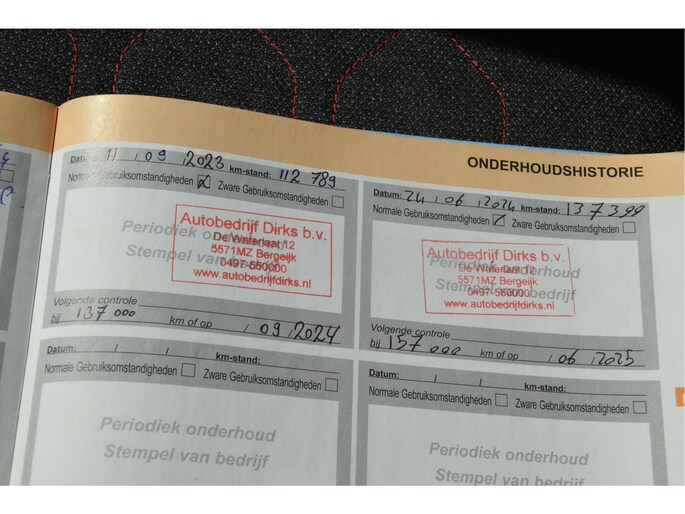 ONDERHOUDSHISTORIE
Datum: 11 , 09 , 2023 km-stand: 112 789
Normale Gebruiksomstandigheden ☒ Zware Gebruiksomstandigheden ☐
Periodiek onderhoud
Stempel van bedrijf
Autobedrijf Dirks b.v.
De Waterlaat 12
5571MZ Bergeijk
0497-550000
www.autobedrijfdirks.nl
Volgende controle
bij 137 000 km of op / 09 , 2024
Datum: / / km-stand:
Normale Gebruiksomstandigheden ☐ Zware Gebruiksomstandigheden ☐
Periodiek onderhoud
Stempel van bedrijf
Datum: 24 , 06 , 2024 km-stand: 137 399
Normale Gebruiksomstandigheden ☑ Zware Gebruiksomstandigheden ☐
Periodiek onderhoud
Stempel van bedrijf
Autobedrijf Dirks b.v.
De Waterlaat 12
5571MZ Bergeijk
0497-550000
www.autobedrijfdirks.nl
Volgende controle
bij 157 000 km of op / 06 , 2025
Datum: / / km-stand:
Normale Gebruiksomstandigheden ☐ Zware Gebruiksomstandigheden ☐
Periodiek onderhoud
Stempel van bedrijf